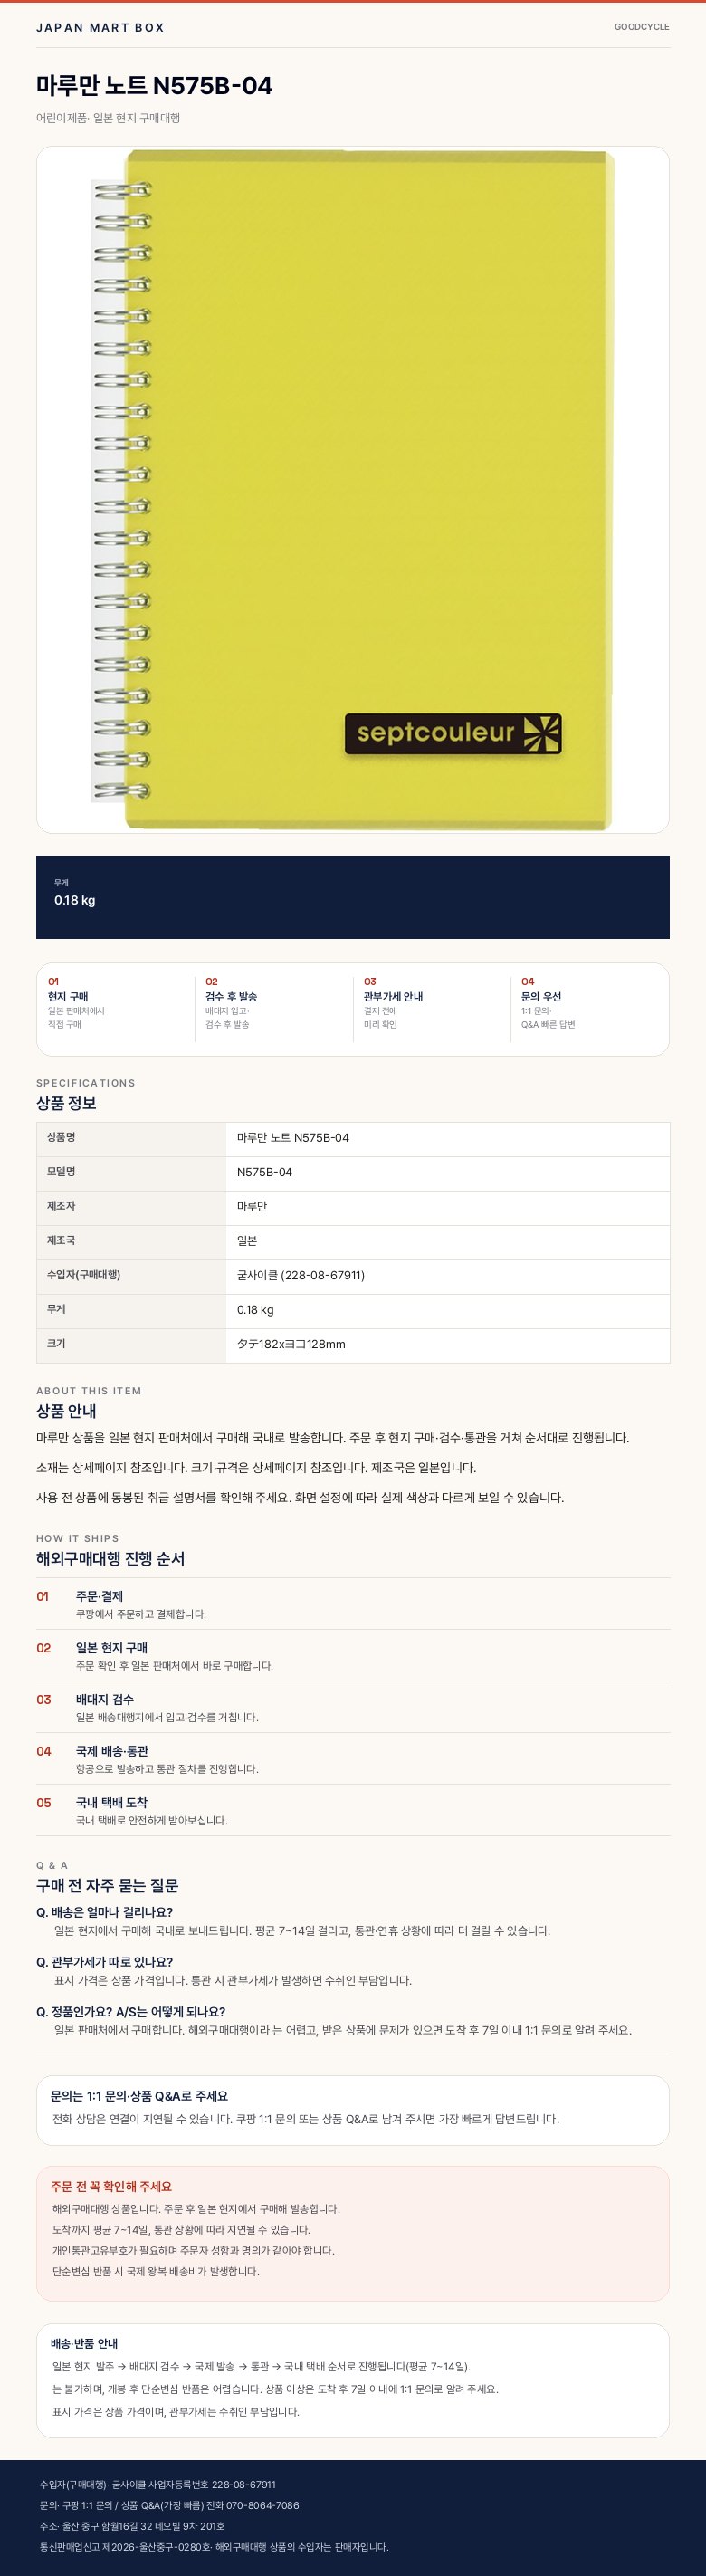 JAPAN MART BOX
GOODCYCLE
마루만 노트 N575B-04
어린이제품· 일본 현지 구매대행
septcouleur
무게
0.18 kg
01
현지 구매
일본 판매처에서
직접 구매
02
검수 후 발송
배대지 입고·
검수 후 발송
03
관부가세 안내
결제 전에
미리 확인
04
문의 우선
1:1 문의·
Q&A 빠른 답변
SPECIFICATIONS
상품 정보
상품명 마루만 노트 N575B-04
모델명 N575B-04
제조자 마루만
제조국 일본
수입자(구매대행) 굳사이클 (228-08-67911)
무게 0.18 kg
크기 タテ182xヨコ128mm
ABOUT THIS ITEM
상품 안내
마루만 상품을 일본 현지 판매처에서 구매해 국내로 발송합니다. 주문 후 현지 구매·검수·통관을 거쳐 순서대로 진행됩니다.
소재는 상세페이지 참조입니다. 크기·규격은 상세페이지 참조입니다. 제조국은 일본입니다.
사용 전 상품에 동봉된 취급 설명서를 확인해 주세요. 화면 설정에 따라 실제 색상과 다르게 보일 수 있습니다.
HOW IT SHIPS
해외구매대행 진행 순서
01 주문·결제
쿠팡에서 주문하고 결제합니다.
02 일본 현지 구매
주문 확인 후 일본 판매처에서 바로 구매합니다.
03 배대지 검수
일본 배송대행지에서 입고·검수를 거칩니다.
04 국제 배송·통관
항공으로 발송하고 통관 절차를 진행합니다.
05 국내 택배 도착
국내 택배로 안전하게 받아보십니다.
Q & A
구매 전 자주 묻는 질문
Q. 배송은 얼마나 걸리나요?
일본 현지에서 구매해 국내로 보내드립니다. 평균 7~14일 걸리고, 통관·연휴 상황에 따라 더 걸릴 수 있습니다.
Q. 관부가세가 따로 있나요?
표시 가격은 상품 가격입니다. 통관 시 관부가세가 발생하면 수취인 부담입니다.
Q. 정품인가요? A/S는 어떻게 되나요?
일본 판매처에서 구매합니다. 해외구매대행이라 는 어렵고, 받은 상품에 문제가 있으면 도착 후 7일 이내 1:1 문의로 알려 주세요.
문의는 1:1 문의·상품 Q&A로 주세요
전화 상담은 연결이 지연될 수 있습니다. 쿠팡 1:1 문의 또는 상품 Q&A로 남겨 주시면 가장 빠르게 답변드립니다.
주문 전 꼭 확인해 주세요
해외구매대행 상품입니다. 주문 후 일본 현지에서 구매해 발송합니다.
도착까지 평균 7~14일, 통관 상황에 따라 지연될 수 있습니다.
개인통관고유부호가 필요하며 주문자 성함과 명의가 같아야 합니다.
단순변심 반품 시 국제 왕복 배송비가 발생합니다.
배송·반품 안내
일본 현지 발주 → 배대지 검수 → 국제 발송 → 통관 → 국내 택배 순서로 진행됩니다(평균 7~14일).
는 불가하며, 개봉 후 단순변심 반품은 어렵습니다. 상품 이상은 도착 후 7일 이내에 1:1 문의로 알려 주세요.
표시 가격은 상품 가격이며, 관부가세는 수취인 부담입니다.
수입자(구매대행)· 굳사이클 사업자등록번호 228-08-67911
문의· 쿠팡 1:1 문의 / 상품 Q&A(가장 빠름) 전화 070-8064-7086
주소· 울산 중구 함월16길 32 네오빌 9차 201호
통신판매업신고 제2026-울산중구-0280호· 해외구매대행 상품의 수입자는 판매자입니다.